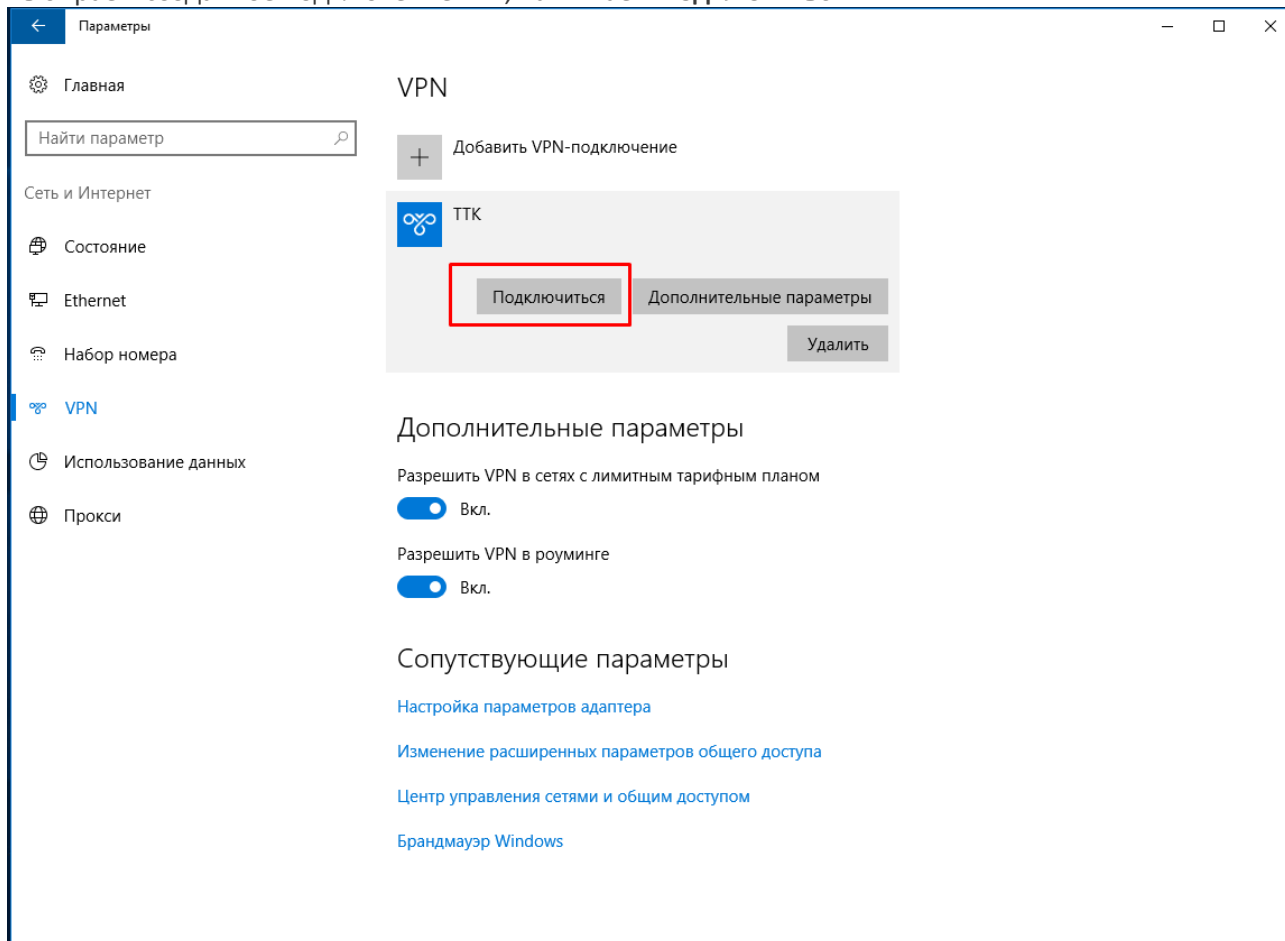 Параметры
Главная
VPN
Найти параметр
Добавить VPN-подключение
Сеть и Интернет
ТТК
Состояние
Ethernet
Подключиться
Дополнительные параметры
Набор номера
Удалить
VPN
Дополнительные параметры
Использование данных
Разрешить VPN в сетях с лимитным тарифным планом
Вкл.
Прокси
Разрешить VPN в роуминге
Вкл.
Сопутствующие параметры
Настройка параметров адаптера
Изменение расширенных параметров общего доступа
Центр управления сетями и общим доступом
Брандмауэр Windows